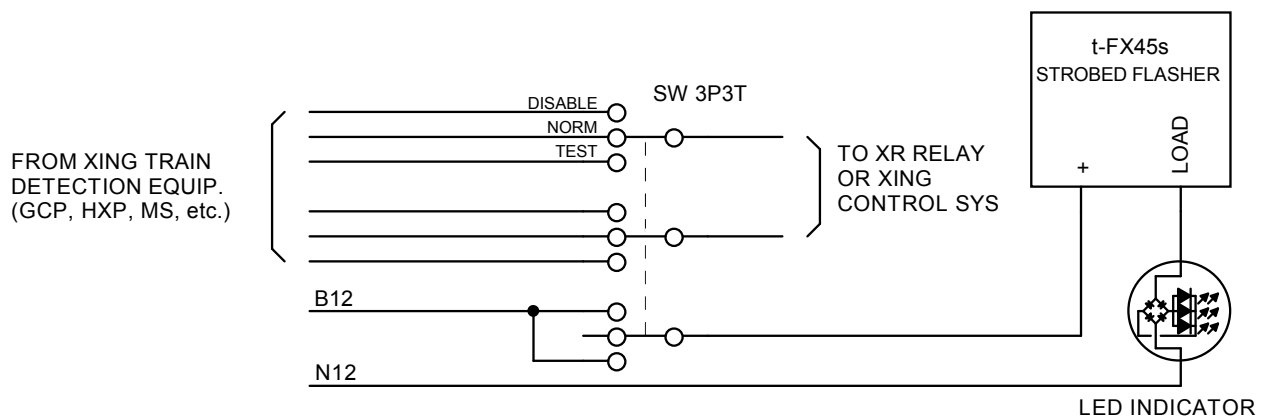 t-FX45s
STROBED FLASHER
+
LOAD
SW 3P3T
DISABLE
NORM
TEST
FROM XING TRAIN
DETECTION EQUIP.
(GCP, HXP, MS, etc.)
TO XR RELAY
OR XING
CONTROL SYS
B12
N12
LED INDICATOR